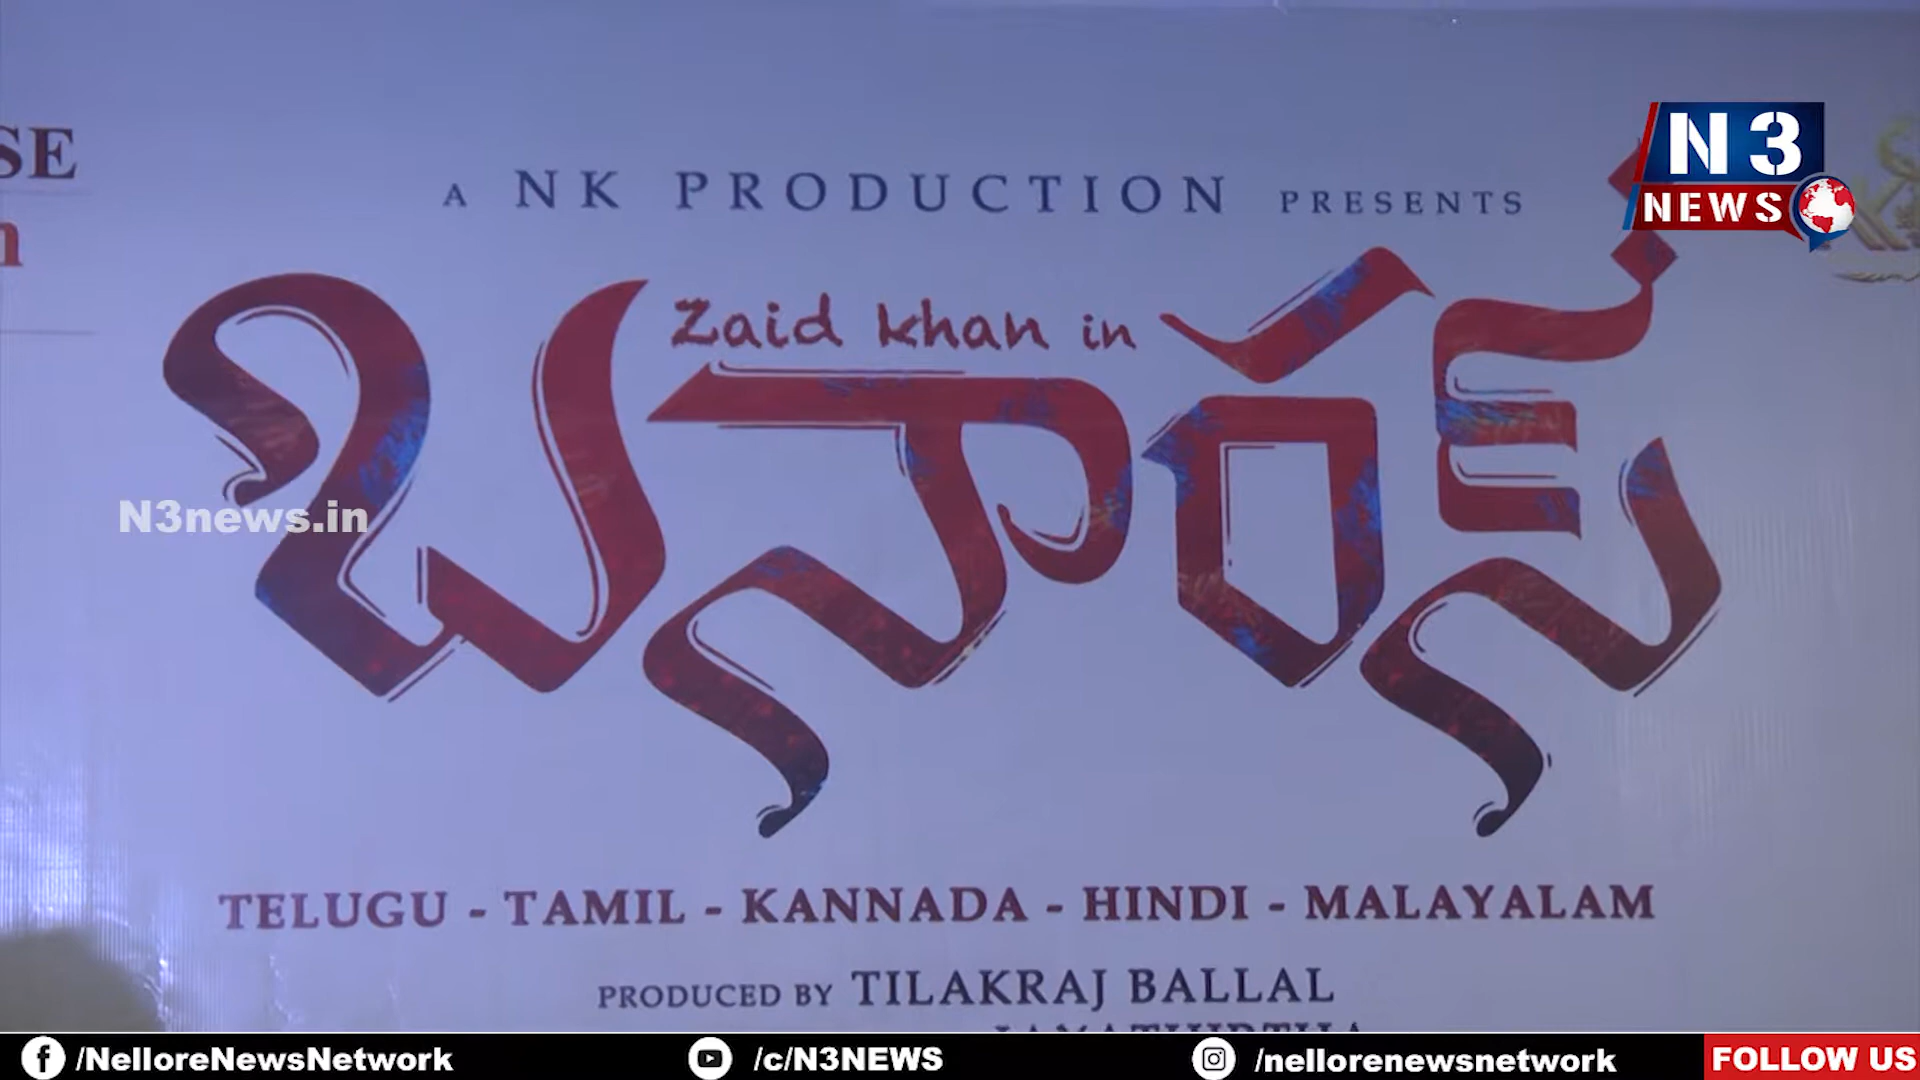 SE
n
A NK PRODUCTION PRESENTS
N3
NEWS
Zaid khan in
బనారస్
N3news.in
TELUGU - TAMIL - KANNADA - HINDI - MALAYALAM
PRODUCED BY TILAKRAJ BALLAL
/NelloreNewsNetwork
/c/N3NEWS
/nellorenewsnetwork
FOLLOW US